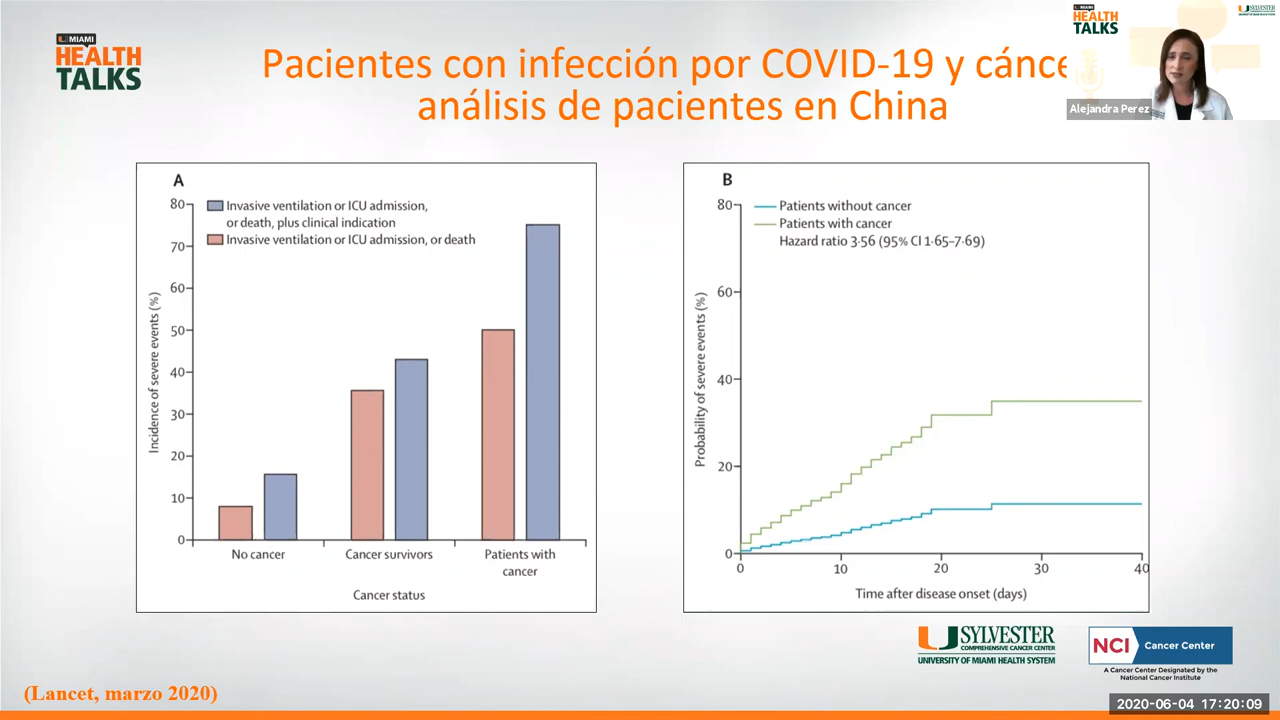 MIAMI
HEALTH
TALKS
Pacientes con infección por COVID-19 y cánce
análisis de pacientes en China
MIAMI
HEALTH
TALKS
SYLVESTER
Alejandra Perez
A
Invasive ventilation or ICU admission,
or death, plus clinical indication
Invasive ventilation or ICU admission, or death
Incidence of severe events (%)
80
70
60
50
40
30
20
10
0
No cancer
Cancer survivors
Patients with
cancer
Cancer status
B
Patients without cancer
Patients with cancer
Hazard ratio 3·56 (95% CI 1·65–7·69)
Probability of severe events (%)
80
60
40
20
0
0 10 20 30 40
Time after disease onset (days)
SYLVESTER
COMPREHENSIVE CANCER CENTER
UNIVERSITY OF MIAMI HEALTH SYSTEM
NCI Cancer Center
A Cancer Center Designated by the
National Cancer Institute
(Lancet, marzo 2020)
2020-06-04 17:20:09